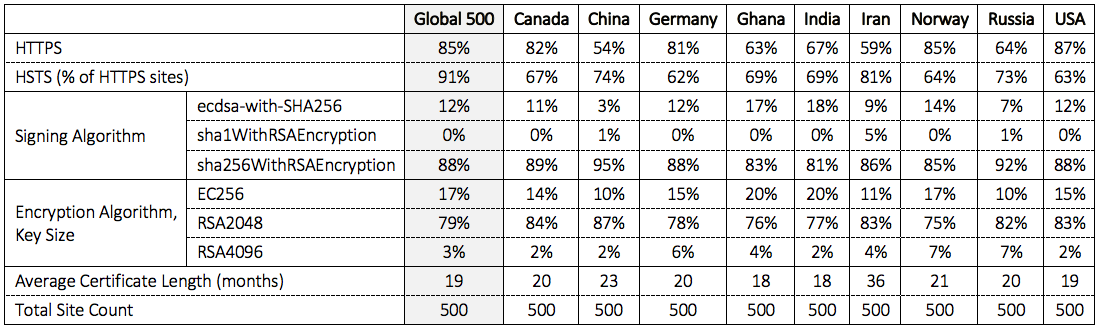 Global 500 Canada China Germany Ghana India Iran Norway Russia USA
HTTPS 85% 82% 54% 81% 63% 67% 59% 85% 64% 87%
HSTS (% of HTTPS sites) 91% 67% 74% 62% 69% 69% 81% 64% 73% 63%
Signing Algorithm
ecdsa-with-SHA256 12% 11% 3% 12% 17% 18% 9% 14% 7% 12%
sha1WithRSAEncryption 0% 0% 1% 0% 0% 0% 5% 0% 1% 0%
sha256WithRSAEncryption 88% 89% 95% 88% 83% 81% 86% 85% 92% 88%
Encryption Algorithm,
Key Size
EC256 17% 14% 10% 15% 20% 20% 11% 17% 10% 15%
RSA2048 79% 84% 87% 78% 76% 77% 83% 75% 82% 83%
RSA4096 3% 2% 2% 6% 4% 2% 4% 7% 7% 2%
Average Certificate Length (months) 19 20 23 20 18 18 36 21 20 19
Total Site Count 500 500 500 500 500 500 500 500 500 500